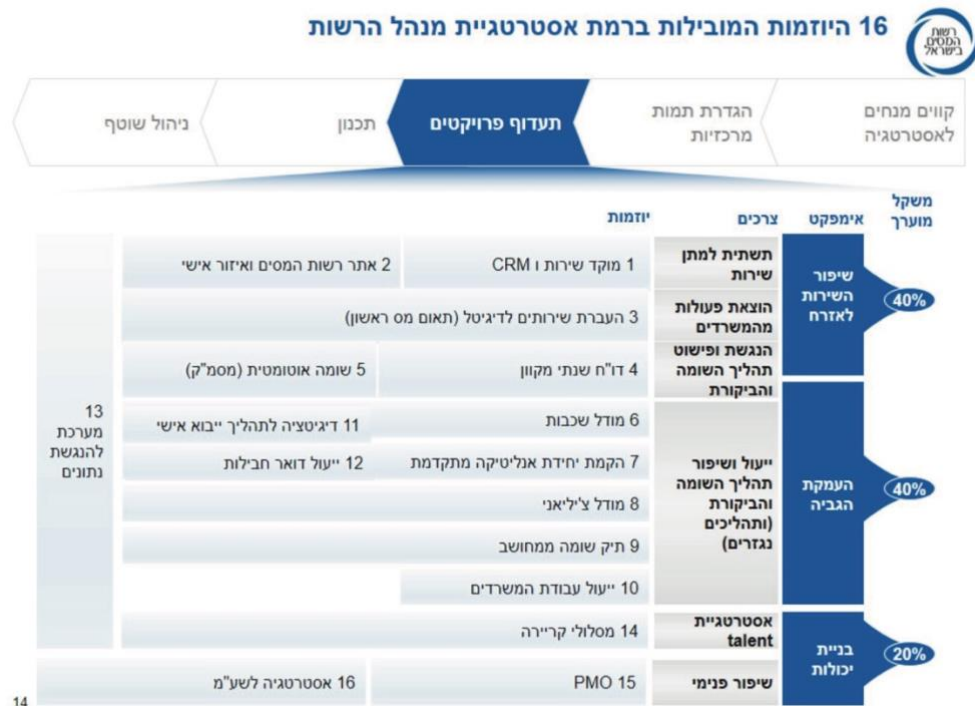 16 היוזמות המובילות ברמת אסטרטגיית מנהל הרשות
רשות
המסים
בישראל
קווים מנחים
לאסטרטגיה
הגדרת תמות
מרכזיות
תעדוף פרויקטים
תכנון
ניהול שוטף
משקל
מוערך
אימפקט
צרכים
יוזמות
40%
שיפור
השירות
לאזרח
תשתית למתן
שירות
1 מוקד שירות ו CRM
2 אתר רשות המסים ואיזור אישי
הוצאת פעולות
מהמשרדים
3 העברת שירותים לדיגיטל (תאום מס ראשון)
הנגשת ופישוט
תהליך השומה
והביקורת
4 דו"ח שנתי מקוון
5 שומה אוטומטית (מסמ"ק)
40%
העמקת
הגביה
ייעול ושיפור
תהליך השומה
והביקורת
(ותהליכים
נגזרים)
6 מודל שכבות
11 דיגיטציה לתהליך ייבוא אישי
7 הקמת יחידת אנליטיקה מתקדמת
12 ייעול דואר חבילות
8 מודל צ'יליאני
9 תיק שומה ממחושב
10 ייעול עבודת המשרדים
13
מערכת
להנגשת
נתונים
20%
בניית
יכולות
אסטרטגיית
talent
14 מסלולי קריירה
שיפור פנימי
PMO 15
16 אסטרטגיה לשע"מ
14